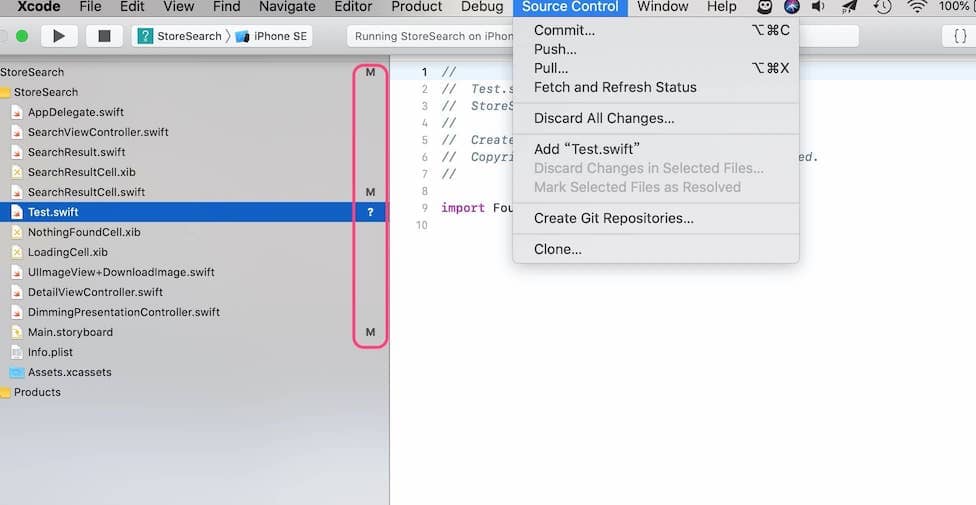 Xcode File Edit View Find Navigate Editor Product Debug Source Control Window Help 100%
StoreSearch iPhone SE Running StoreSearch on {}
StoreSearch M
StoreSearch
AppDelegate.swift
SearchViewController.swift
SearchResult.swift
SearchResultCell.xib
SearchResultCell.swift M
Test.swift ?
NothingFoundCell.xib
LoadingCell.xib
UIImageView+DownloadImage.swift
DetailViewController.swift
DimmingPresentationController.swift
Main.storyboard M
Info.plist
Assets.xcassets
Products
1 //
2 // Test.s
3 // StoreS
4 //
5 // Create
6 // Copyri ed.
7 //
8
9 import Fou
10
Commit... ⌥⌘C
Push...
Pull... ⌥⌘X
Fetch and Refresh Status
Discard All Changes...
Add “Test.swift”
Discard Changes in Selected Files...
Mark Selected Files as Resolved
Create Git Repositories...
Clone...